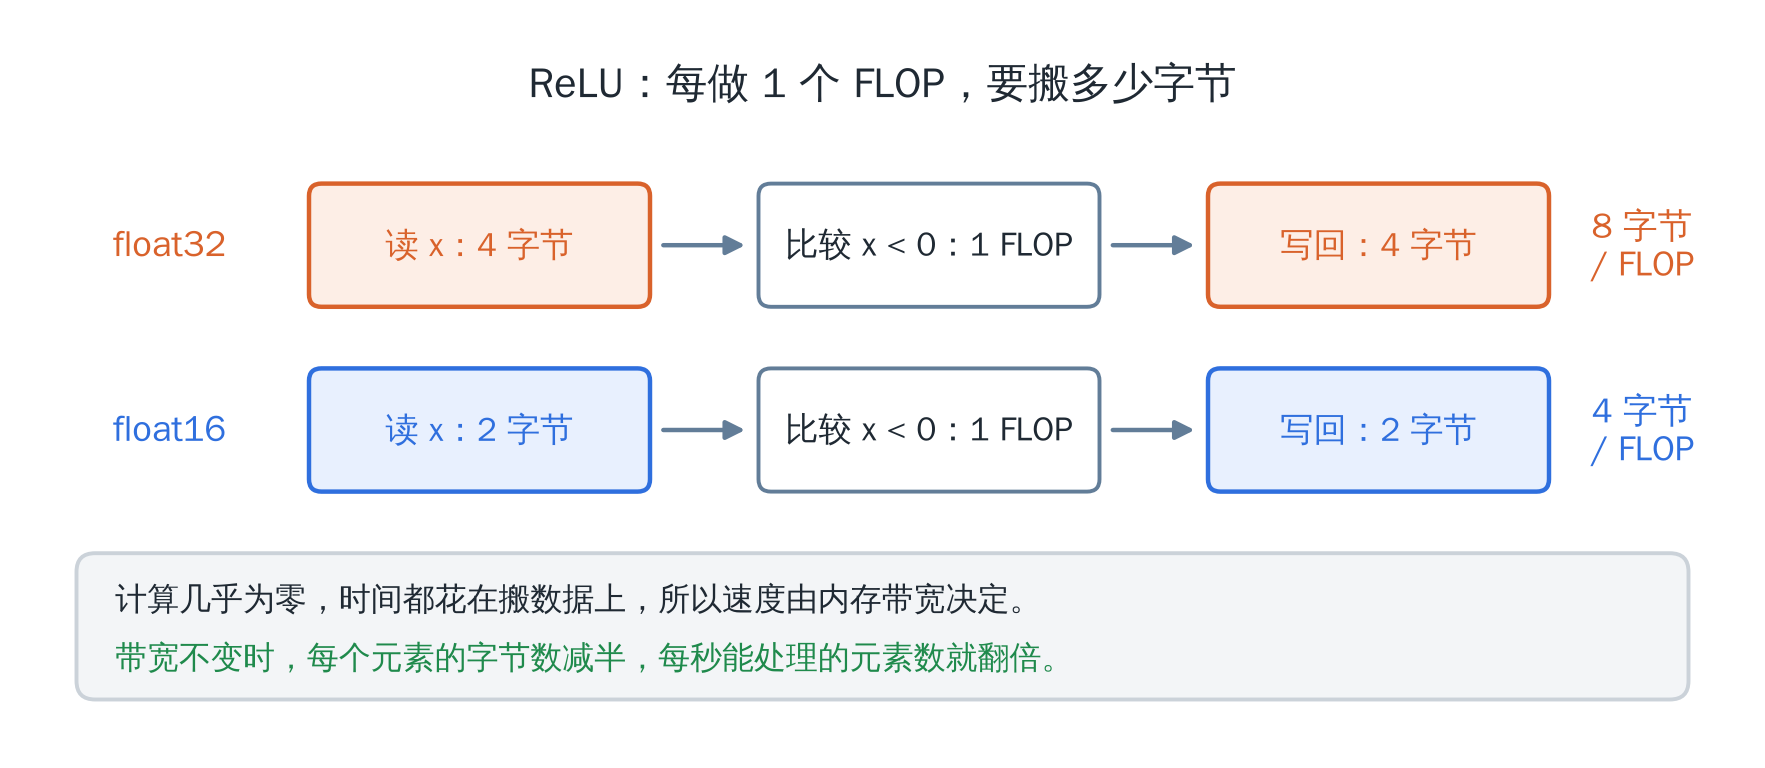 ReLU：每做 1 个 FLOP，要搬多少字节
float32
读 x：4 字节
比较 x < 0：1 FLOP
写回：4 字节
8 字节
/ FLOP
float16
读 x：2 字节
比较 x < 0：1 FLOP
写回：2 字节
4 字节
/ FLOP
计算几乎为零，时间都花在搬数据上，所以速度由内存带宽决定。
带宽不变时，每个元素的字节数减半，每秒能处理的元素数就翻倍。